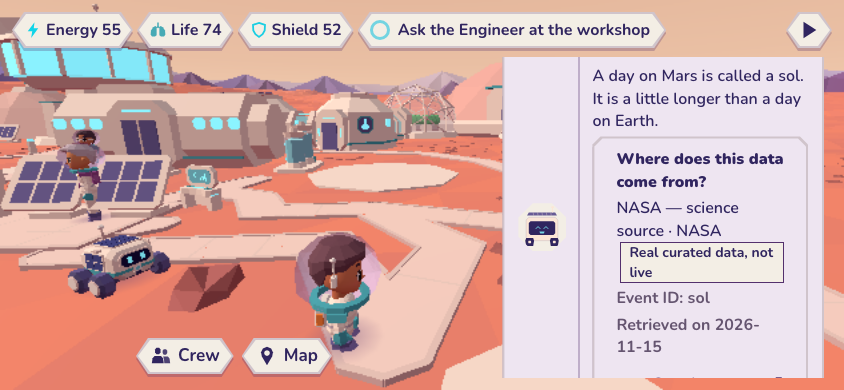 Energy 55
Life 74
Shield 52
Ask the Engineer at the workshop
A day on Mars is called a sol.
It is a little longer than a day
on Earth.
Where does this data
come from?
NASA — science
source · NASA
Real curated data, not
live
Event ID: sol
Retrieved on 2026-
11-15
Crew
Map